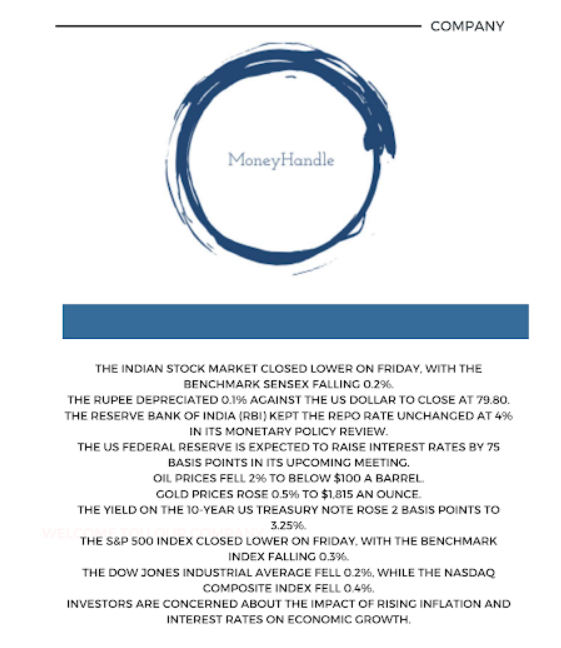 COMPANY
MoneyHandle
THE INDIAN STOCK MARKET CLOSED LOWER ON FRIDAY, WITH THE
BENCHMARK SENSEX FALLING 0.2%.
THE RUPEE DEPRECIATED 0.1% AGAINST THE US DOLLAR TO CLOSE AT 79.80.
THE RESERVE BANK OF INDIA (RBI) KEPT THE REPO RATE UNCHANGED AT 4%
IN ITS MONETARY POLICY REVIEW.
THE US FEDERAL RESERVE IS EXPECTED TO RAISE INTEREST RATES BY 75
BASIS POINTS IN ITS UPCOMING MEETING.
OIL PRICES FELL 2% TO BELOW $100 A BARREL.
GOLD PRICES ROSE 0.5% TO $1,815 AN OUNCE.
THE YIELD ON THE 10-YEAR US TREASURY NOTE ROSE 2 BASIS POINTS TO
3.25%.
THE S&P 500 INDEX CLOSED LOWER ON FRIDAY, WITH THE BENCHMARK
INDEX FALLING 0.3%.
THE DOW JONES INDUSTRIAL AVERAGE FELL 0.2%, WHILE THE NASDAQ
COMPOSITE INDEX FELL 0.4%.
INVESTORS ARE CONCERNED ABOUT THE IMPACT OF RISING INFLATION AND
INTEREST RATES ON ECONOMIC GROWTH.